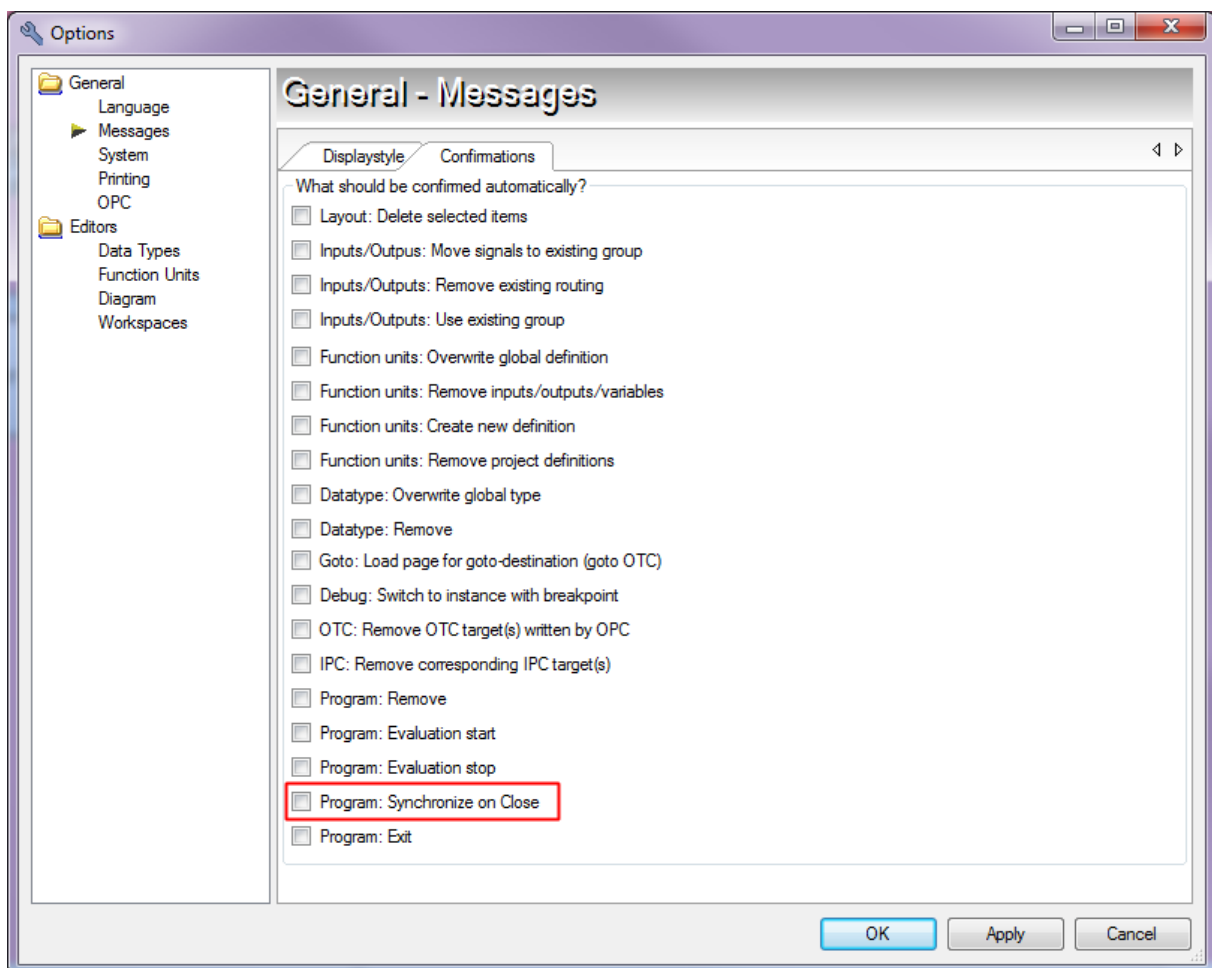 Options
General
Language
Messages
System
Printing
OPC
Editors
Data Types
Function Units
Diagram
Workspaces
General - Messages
Displaystyle Confirmations
What should be confirmed automatically?
Layout: Delete selected items
Inputs/Outpus: Move signals to existing group
Inputs/Outputs: Remove existing routing
Inputs/Outputs: Use existing group
Function units: Overwrite global definition
Function units: Remove inputs/outputs/variables
Function units: Create new definition
Function units: Remove project definitions
Datatype: Overwrite global type
Datatype: Remove
Goto: Load page for goto-destination (goto OTC)
Debug: Switch to instance with breakpoint
OTC: Remove OTC target(s) written by OPC
IPC: Remove corresponding IPC target(s)
Program: Remove
Program: Evaluation start
Program: Evaluation stop
Program: Synchronize on Close
Program: Exit
OK Apply Cancel